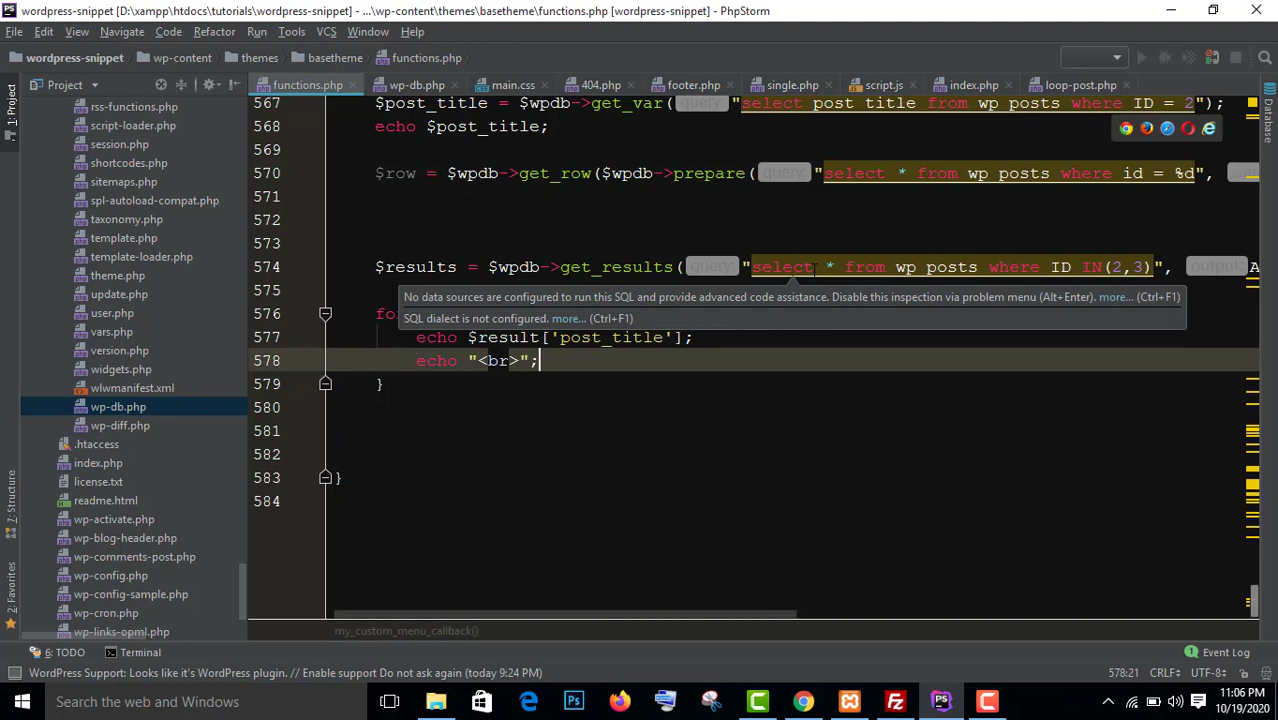 wordpress-snippet [D:\xampp\htdocs\tutorials\wordpress-snippet] - ...\wp-content\themes\basetheme\functions.php [wordpress-snippet] - PhpStorm
File Edit View Navigate Code Refactor Run Tools VCS Window Help
wordpress-snippet wp-content themes basetheme functions.php
Project
functions.php wp-db.php main.css 404.php footer.php single.php script.js index.php loop-post.php
1: Project
7: Structure
2: Favorites
Database
rss-functions.php
script-loader.php
session.php
shortcodes.php
sitemaps.php
spl-autoload-compat.php
taxonomy.php
template.php
template-loader.php
theme.php
update.php
user.php
vars.php
version.php
widgets.php
wlwmanifest.xml
wp-db.php
wp-diff.php
.htaccess
index.php
license.txt
readme.html
wp-activate.php
wp-blog-header.php
wp-comments-post.php
wp-config.php
wp-config-sample.php
wp-cron.php
wp-links-opml.php
567 $post_title = $wpdb->get_var( query: "select post_title from wp_posts where ID = 2");
568 echo $post_title;
569
570 $row = $wpdb->get_row($wpdb->prepare( query: "select * from wp_posts where id = %d",
571
572
573
574 $results = $wpdb->get_results( query: "select * from wp_posts where ID IN(2,3)", output: A
575
No data sources are configured to run this SQL and provide advanced code assistance. Disable this inspection via problem menu (Alt+Enter). more... (Ctrl+F1)
576 fo
SQL dialect is not configured. more... (Ctrl+F1)
577 echo $result['post_title'];
578 echo "<br>";
579 }
580
581
582
583 }
584
my_custom_menu_callback()
6: TODO Terminal 1 Event Log
WordPress Support: Looks like it's WordPress plugin. // Enable support Do not ask again (today 9:24 PM) 578:21 CRLF÷ UTF-8÷
Search the web and Windows
11:06 PM
10/19/2020